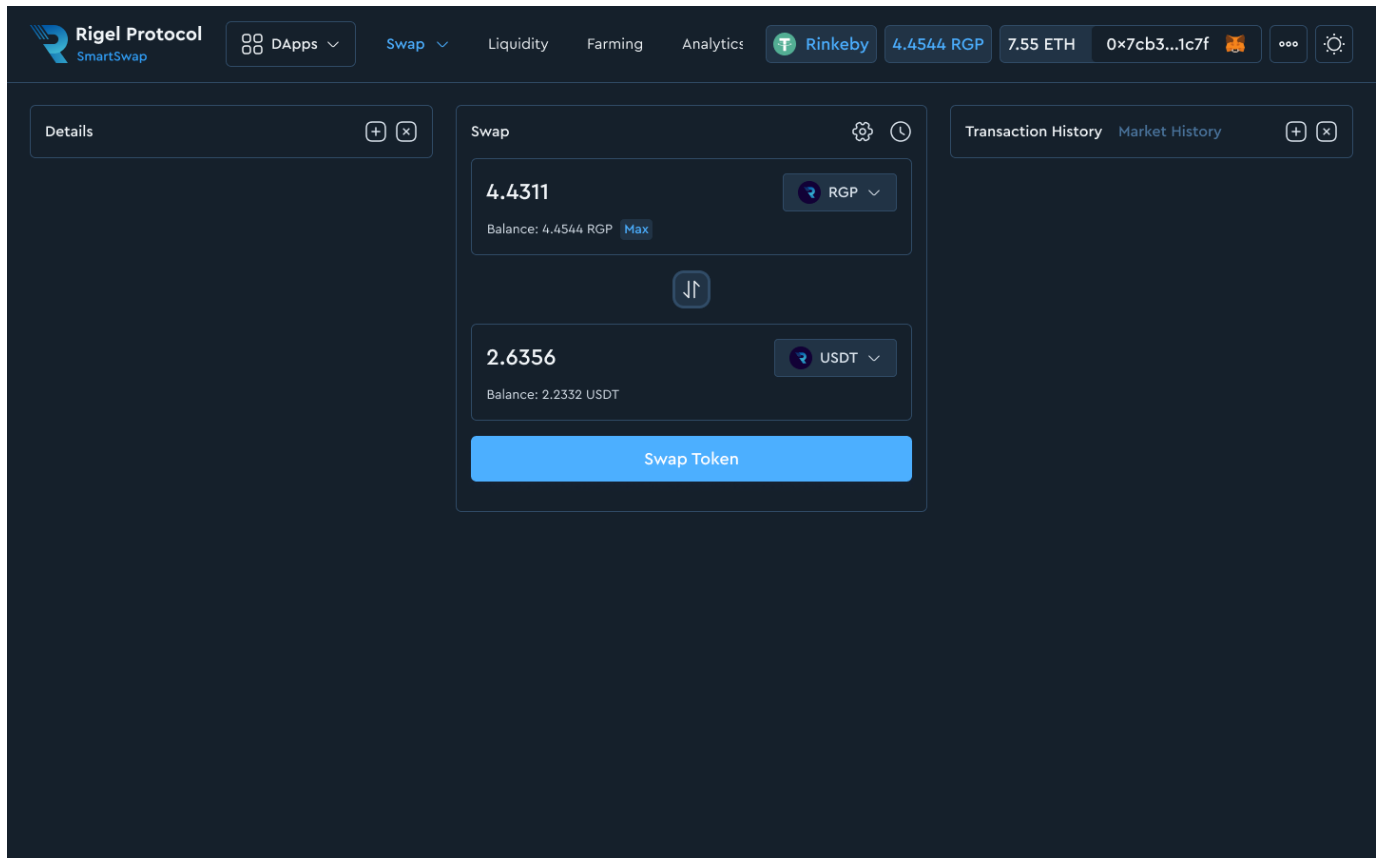 Rigel Protocol
SmartSwap
DApps
Swap
Liquidity
Farming
Analytics
Rinkeby
4.4544 RGP
7.55 ETH
0×7cb3...1c7f
Details
Swap
4.4311
RGP
Balance: 4.4544 RGP Max
2.6356
USDT
Balance: 2.2332 USDT
Swap Token
Transaction History Market History